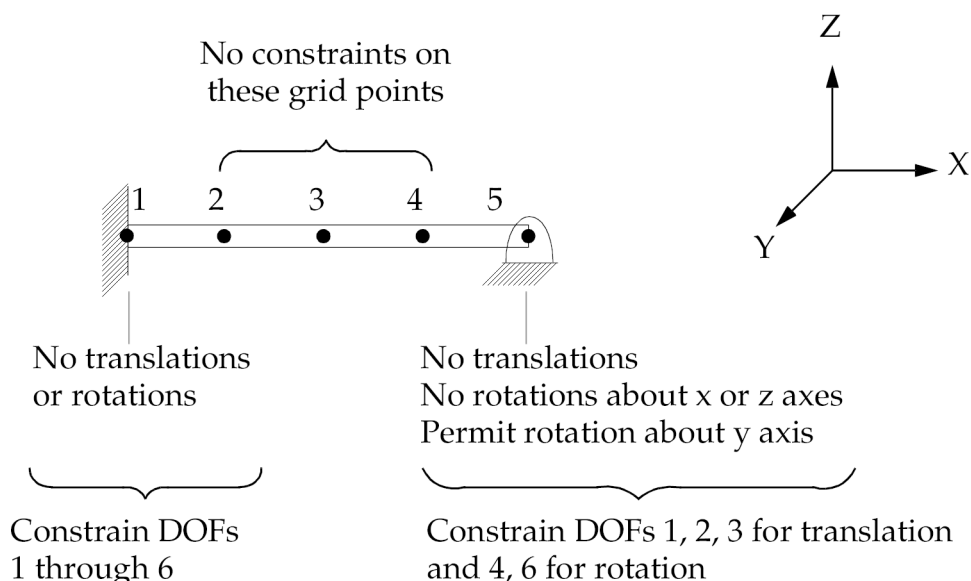 No constraints on
these grid points
1 2 3 4 5
Z
X
Y
No translations
or rotations
No translations
No rotations about x or z axes
Permit rotation about y axis
Constrain DOFs
1 through 6
Constrain DOFs 1, 2, 3 for translation
and 4, 6 for rotation